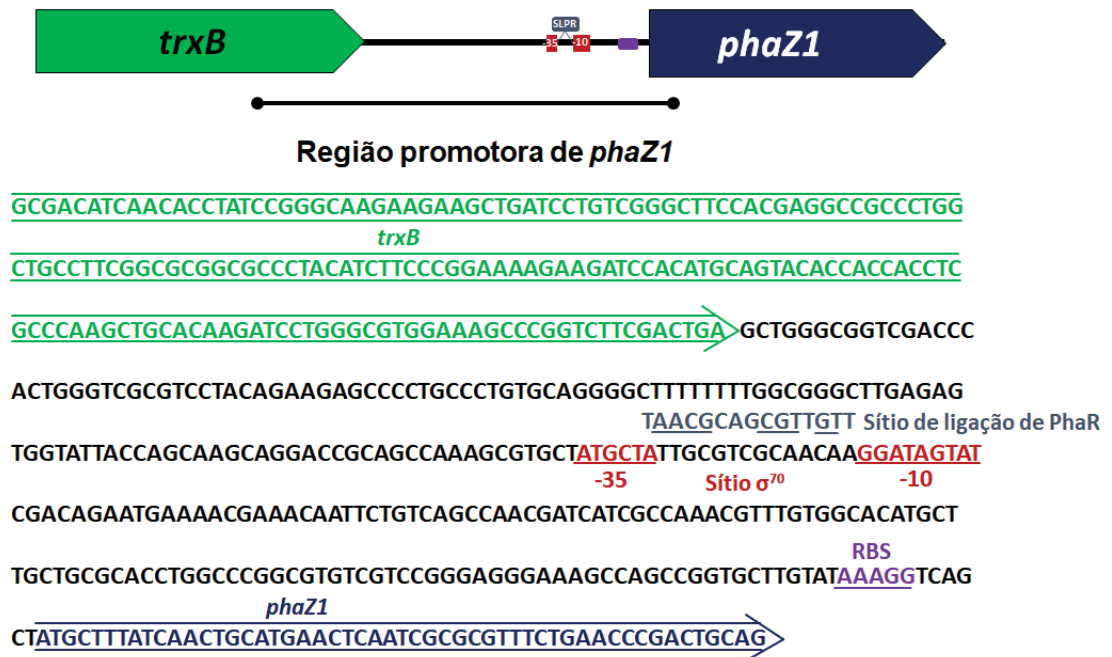 SLPR
trxB -35 -10 phaZ1
Região promotora de phaZ1
GCGACATCAACACCTATCCGGGCAAGAAGAAGCTGATCCTGTCGGGCTTCCACGAGGCCGCCCTGG
trxB
CTGCCTTCGGCGCGGCGCCCTACATCTTCCCGGAAAAGAAGATCCACATGCAGTACACCACCACCTC
GCCCAAGCTGCACAAGATCCTGGGCGTGGAAAGCCCGGTCTTCGACTGAGCTGGGCGGTCGACCC
ACTGGGTCGCGTCCTACAGAAGAGCCCCTGCCCTGTGCAGGGGCTTTTTTTTGGCGGGCTTGAGAG
TAACGCAGCGTTGTT Sítio de ligação de PhaR
TGGTATTACCAGCAAGCAGGACCGCAGCCAAAGCGTGCTATGCTATTGCGTCGCAACAAGGATAGTAT
-35 Sítio σ⁷⁰ -10
CGACAGAATGAAAACGAAACAATTCTGTCAGCCAACGATCATCGCCAAACGTTTGTGGCACATGCT
RBS
TGCTGCGCACCTGGCCCGGCGTGTCGTCCGGGAGGGAAAGCCAGCCGGTGCTTGTATAAAGGTCAG
phaZ1
CTATGCTTTATCAACTGCATGAACTCAATCGCGCGTTTCTGAACCCGACTGCAG